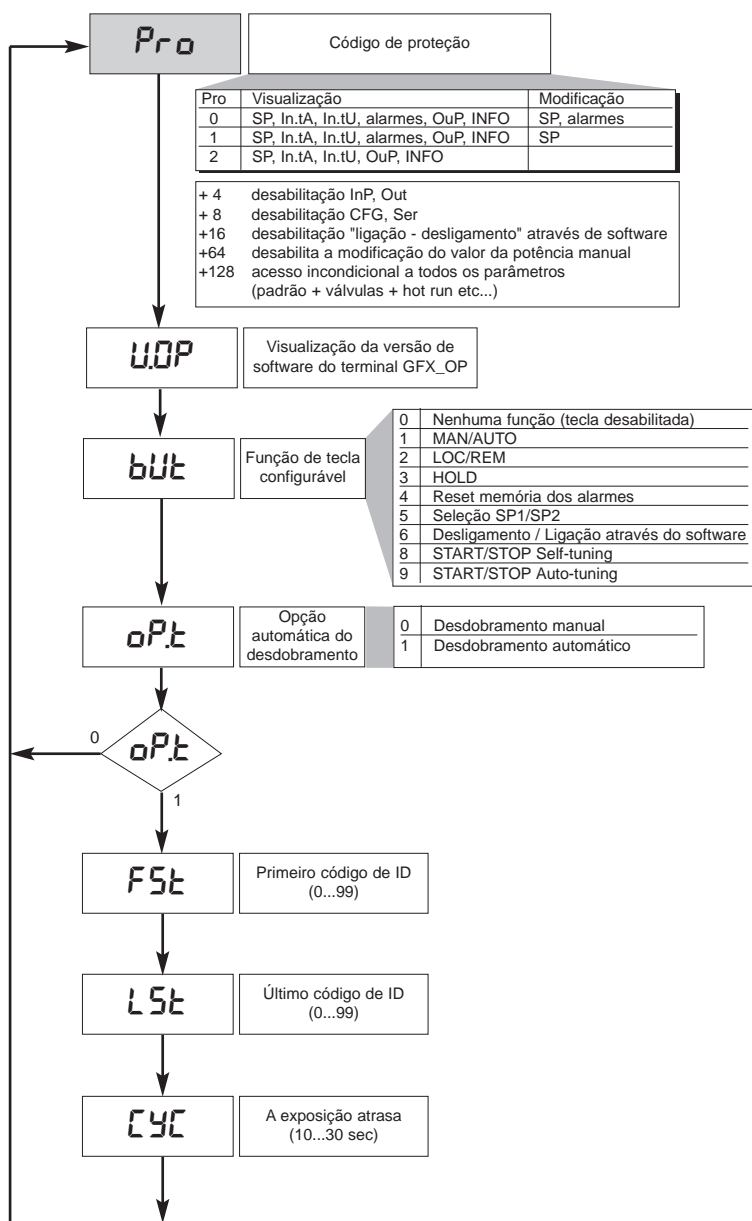 Pro
Código de proteção
Pro Visualização Modificação
0 SP, In.tA, In.tU, alarmes, OuP, INFO SP, alarmes
1 SP, In.tA, In.tU, alarmes, OuP, INFO SP
2 SP, In.tA, In.tU, OuP, INFO
+ 4 desabilitação InP, Out
+ 8 desabilitação CFG, Ser
+16 desabilitação "ligação - desligamento" através de software
+64 desabilita a modificação do valor da potência manual
+128 acesso incondicional a todos os parâmetros
(padrão + válvulas + hot run etc...)
U.OP
Visualização da versão de
software do terminal GFX_OP
bUt
Função de tecla
configurável
0 Nenhuma função (tecla desabilitada)
1 MAN/AUTO
2 LOC/REM
3 HOLD
4 Reset memória dos alarmes
5 Seleção SP1/SP2
6 Desligamento / Ligação através do software
8 START/STOP Self-tuning
9 START/STOP Auto-tuning
oP.t
Opção
automática do
desdobramento
0 Desdobramento manual
1 Desdobramento automático
0
oP.t
1
FSt
Primeiro código de ID
(0...99)
LSt
Último código de ID
(0...99)
CYC
A exposição atrasa
(10...30 sec)